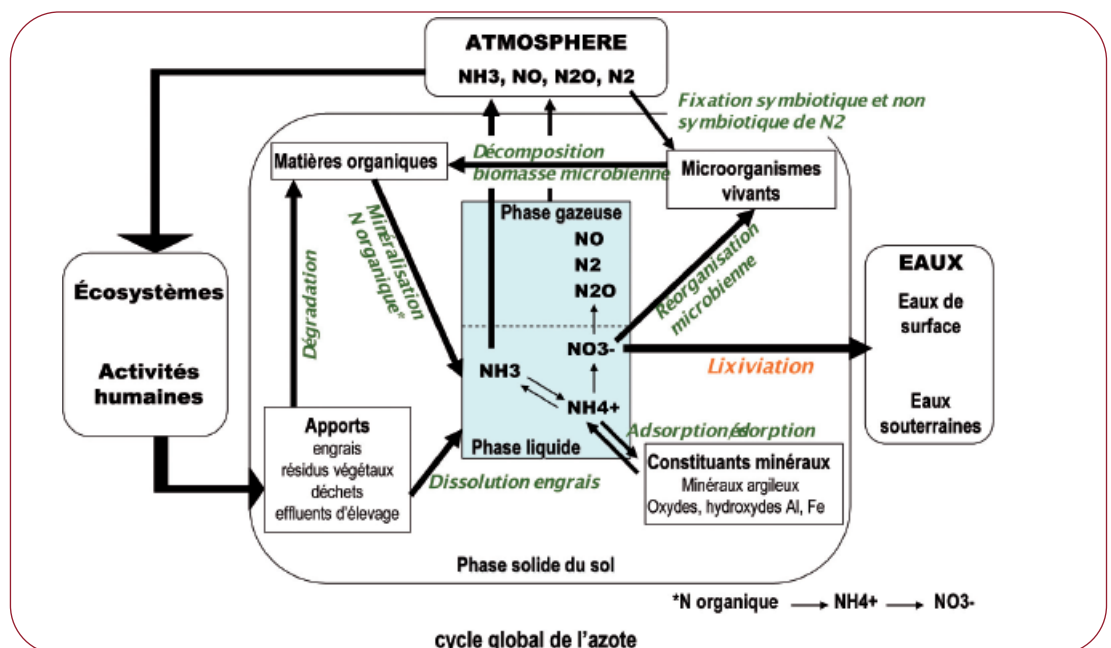 ATMOSPHERE
NH3, NO, N2O, N2
Fixation symbiotique et non
symbiotique de N2
Matières organiques
Décomposition
biomasse microbienne
Microorganismes
vivants
Minéralisation
N organique*
Phase gazeuse
NO
N2
N2O
Réorganisation
microbienne
Écosystèmes
Activités
humaines
Dégradation
EAUX
Eaux de
surface
Eaux
souterraines
NO3-
NH3
Lixiviation
NH4+
Phase liquide
Apports
engrais
résidus végétaux
déchets
effluents d'élevage
Dissolution engrais
Adsorption/
Constituants minéraux
Minéraux argileux
Oxydes, hydroxydes Al, Fe
Phase solide du sol
*N organique NH4+ NO3-
cycle global de l'azote